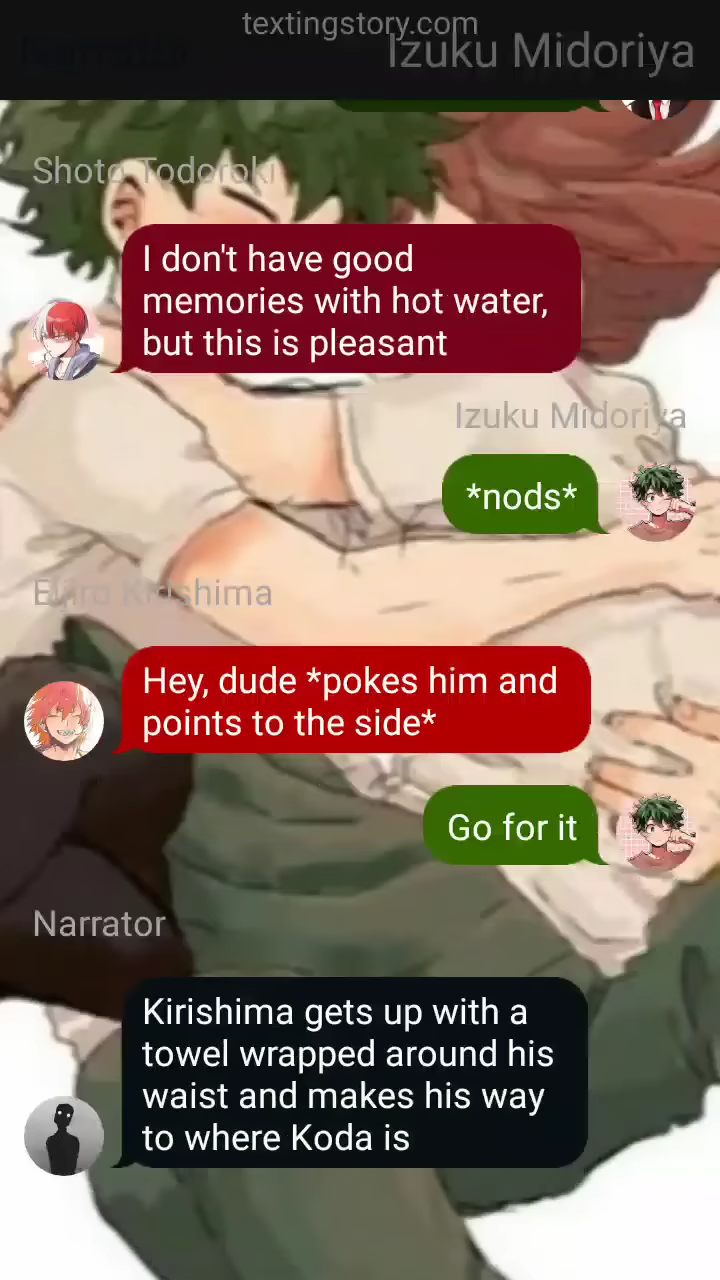 textingstory.com
Izuku Midoriya
Shoto Todoroki
I don't have good
memories with hot water,
but this is pleasant
Izuku Midoriya
*nods*
Eijiro Kirishima
Hey, dude *pokes him and
points to the side*
Go for it
Narrator
Kirishima gets up with a
towel wrapped around his
waist and makes his way
to where Koda is